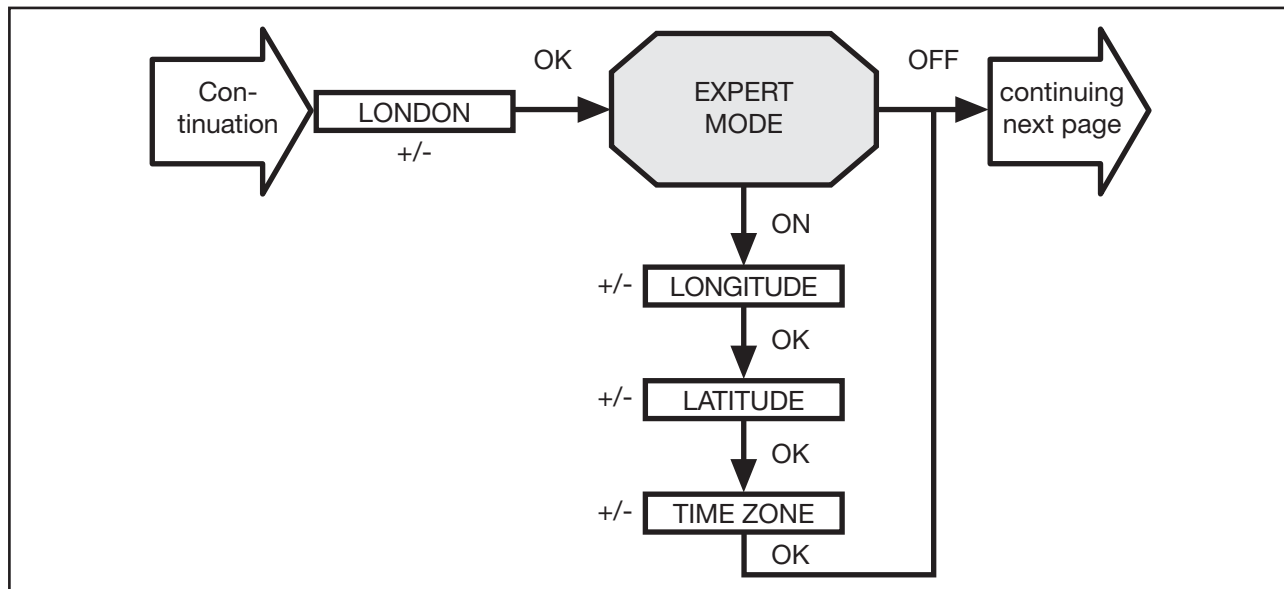 Con-
tinuation
LONDON
+/-
OK
EXPERT
MODE
OFF
continuing
next page
ON
+/- LONGITUDE
OK
+/- LATITUDE
OK
+/- TIME ZONE
OK